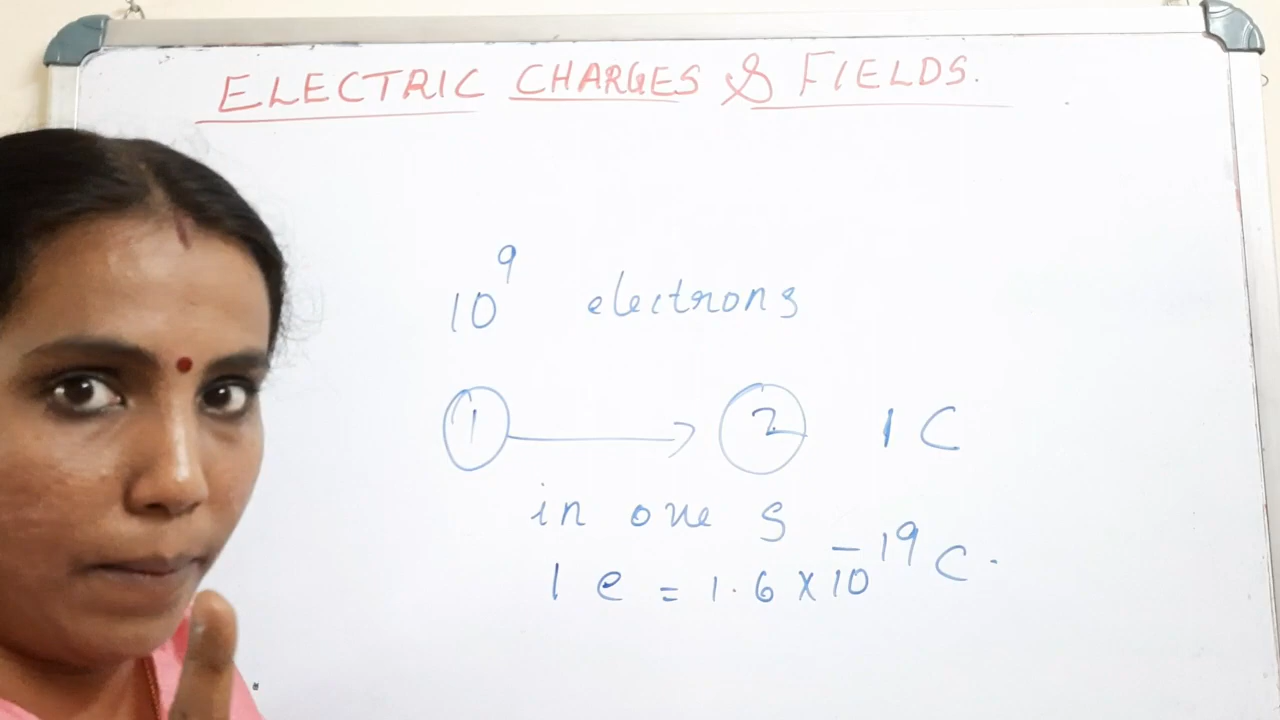 ELECTRIC CHARGES & FIELDS.
10⁹ electrons
1 → 2 1 C
in one s
1 e = 1.6 × 10⁻¹⁹ C.